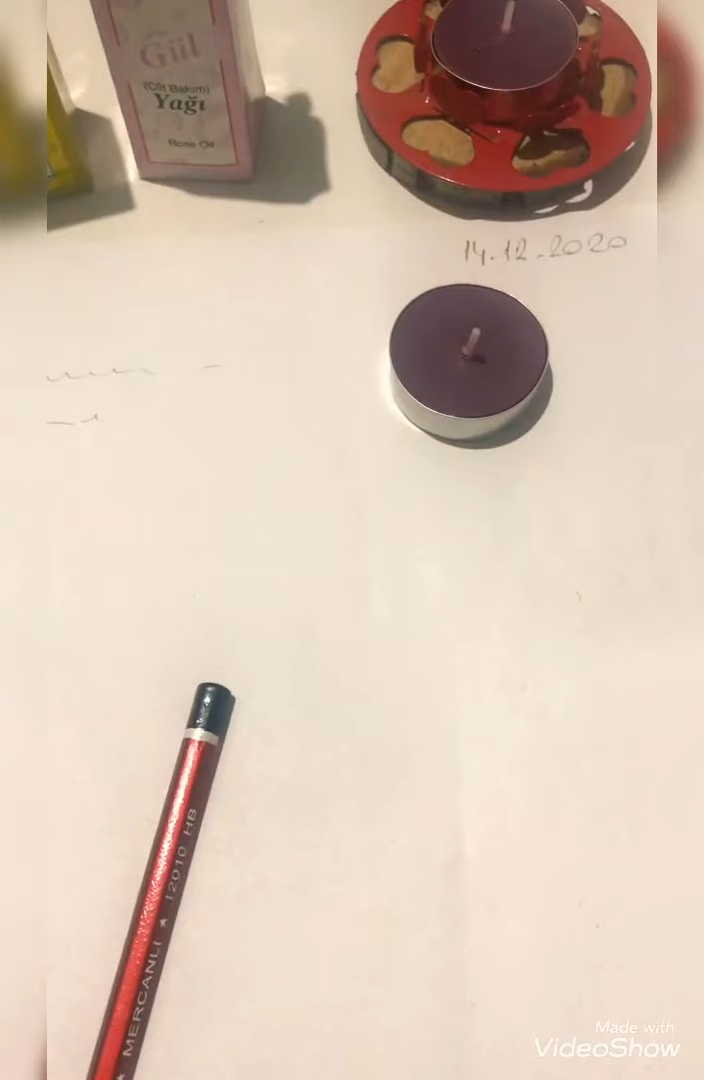 Gül
(Cilt Bakım)
Yağı
Rose Oil
14.12.2020
★ MERCANLI ★ 12010 HB
Made with
VideoShow